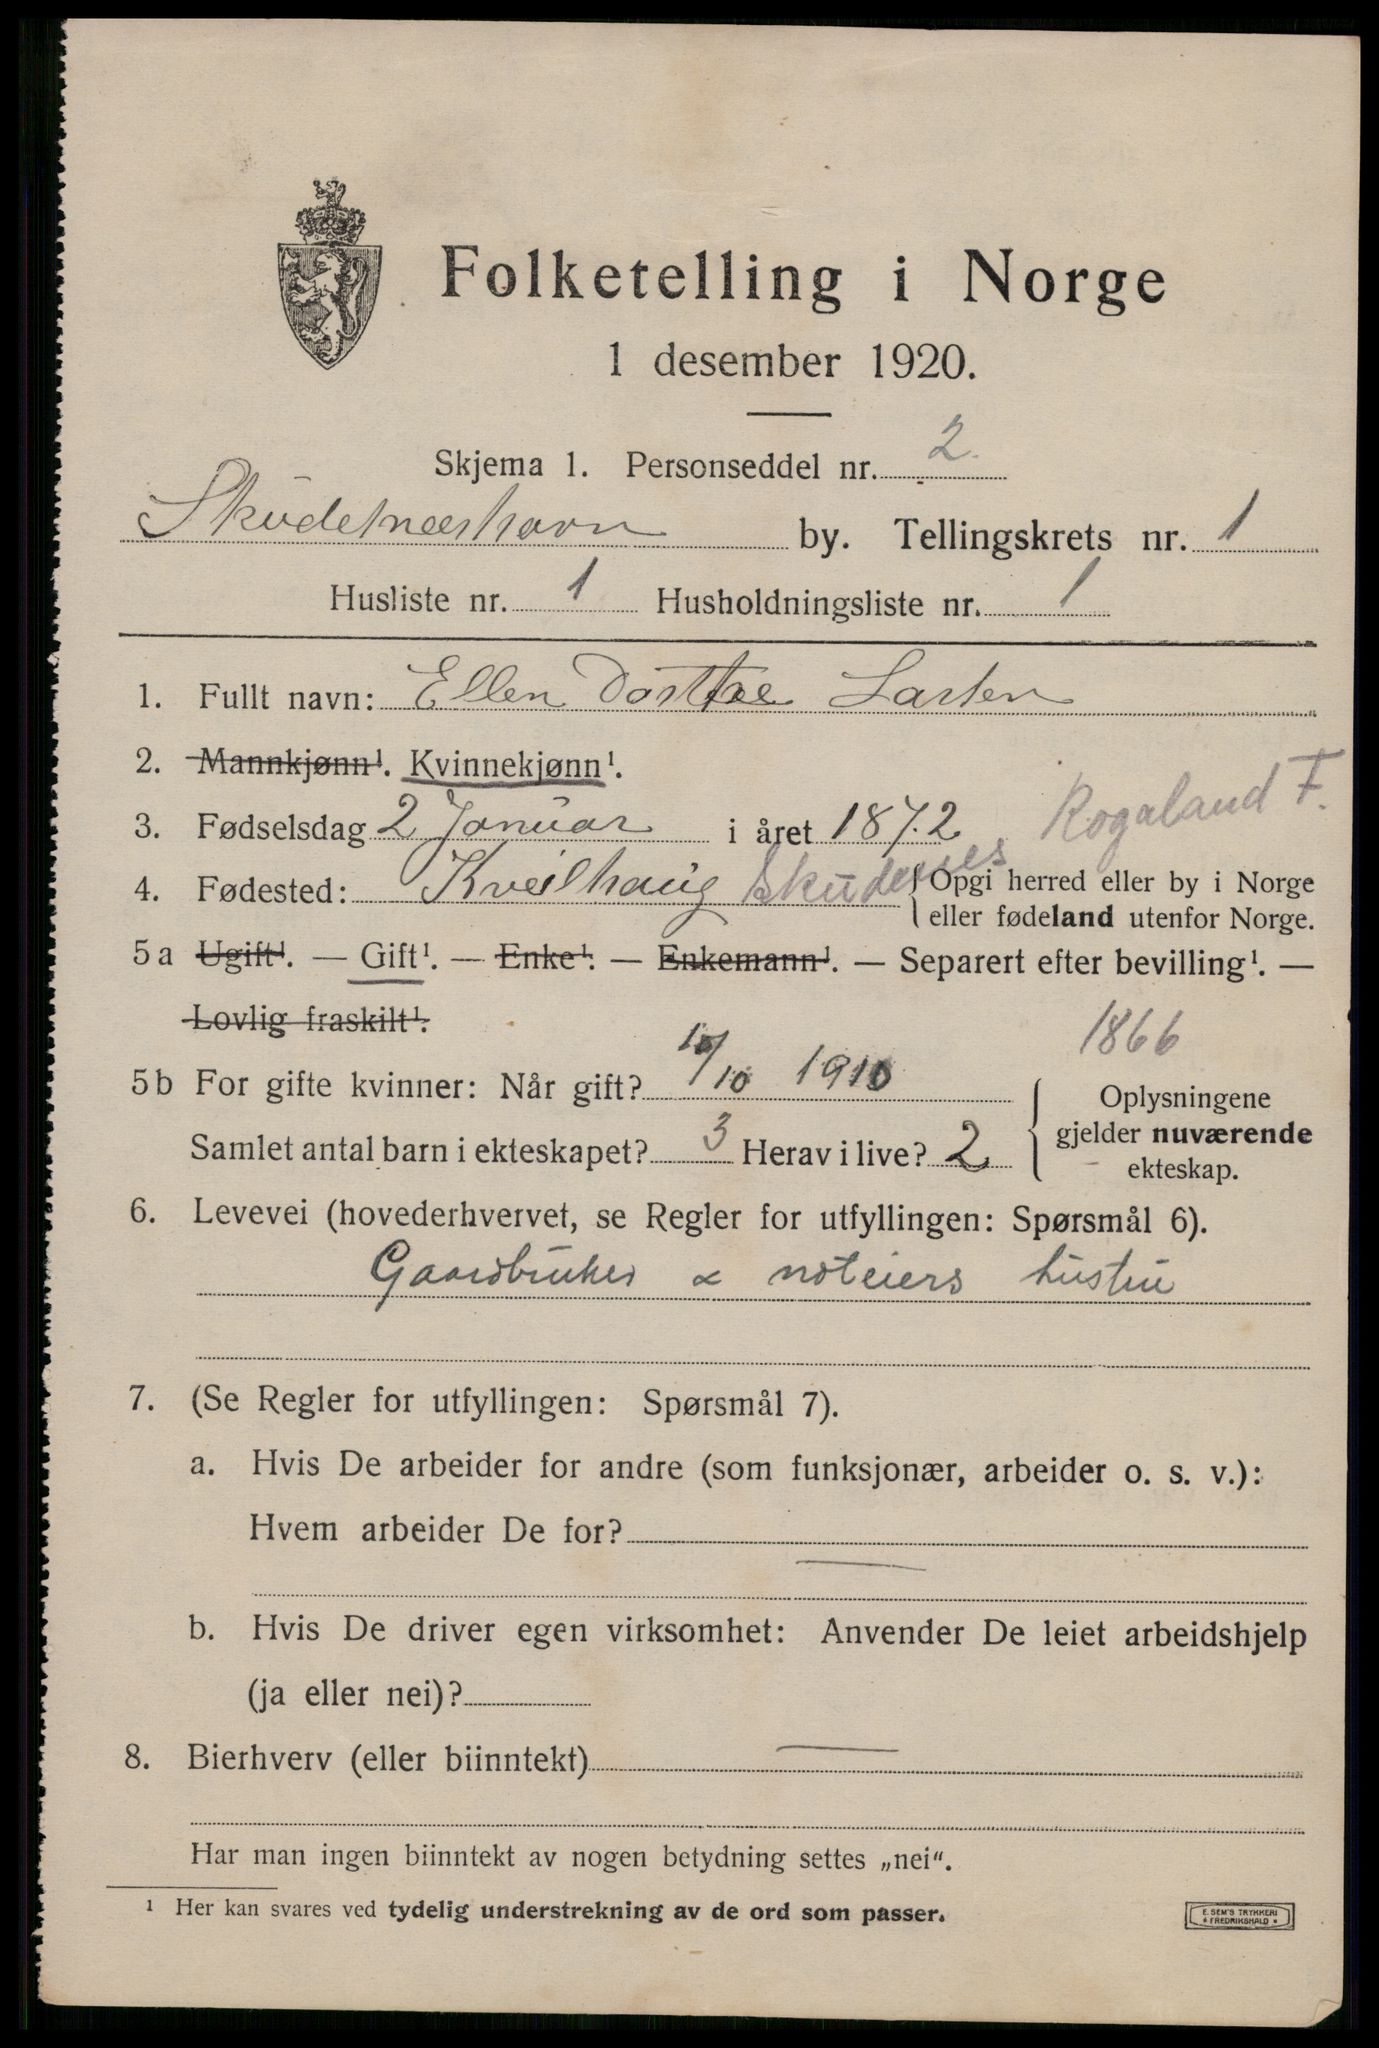 Folketelling i Norge
1 desember 1920.
Skjema 1. Personseddel nr. 2
Skudeneshavn by. Tellingskrets nr. 1
Husliste nr. 1 Husholdningsliste nr. 1
1. Fullt navn: Ellen Larsen
2. Mannkjønn¹. Kvinnekjønn¹.
Rogaland F.
3. Fødselsdag 2 Januar i året 1872
4. Fødested: Kveilhaug Skudenes { Opgi herred eller by i Norge
eller fødeland utenfor Norge.
5 a Ugift¹. — Gift¹. — Enke¹. — Enkemann¹. — Separert efter bevilling¹. —
Lovlig fraskilt¹.
1866
5 b For gifte kvinner: Når gift? 10/10 1910
Samlet antal barn i ekteskapet? 3 Herav i live? 2
Oplysningene
gjelder nuværende
ekteskap.
6. Levevei (hovederhvervet, se Regler for utfyllingen: Spørsmål 6).
Gaardbruker & noteiers hustru
7. (Se Regler for utfyllingen: Spørsmål 7).
a. Hvis De arbeider for andre (som funksjonær, arbeider o. s. v.):
Hvem arbeider De for? —
b. Hvis De driver egen virksomhet: Anvender De leiet arbeidshjelp
(ja eller nei)?
8. Bierhverv (eller biinntekt) —
Har man ingen biinntekt av nogen betydning settes „nei“.
¹ Her kan svares ved tydelig understrekning av de ord som passer.
E. SEM'S TRYKKERI
FREDRIKSHALD